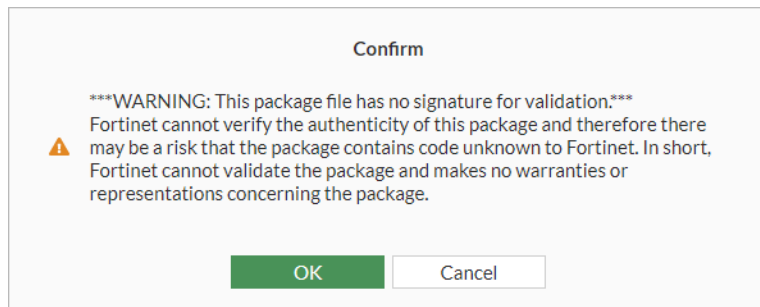 Confirm
***WARNING: This package file has no signature for validation.***
Fortinet cannot verify the authenticity of this package and therefore there
may be a risk that the package contains code unknown to Fortinet. In short,
Fortinet cannot validate the package and makes no warranties or
representations concerning the package.
OK
Cancel